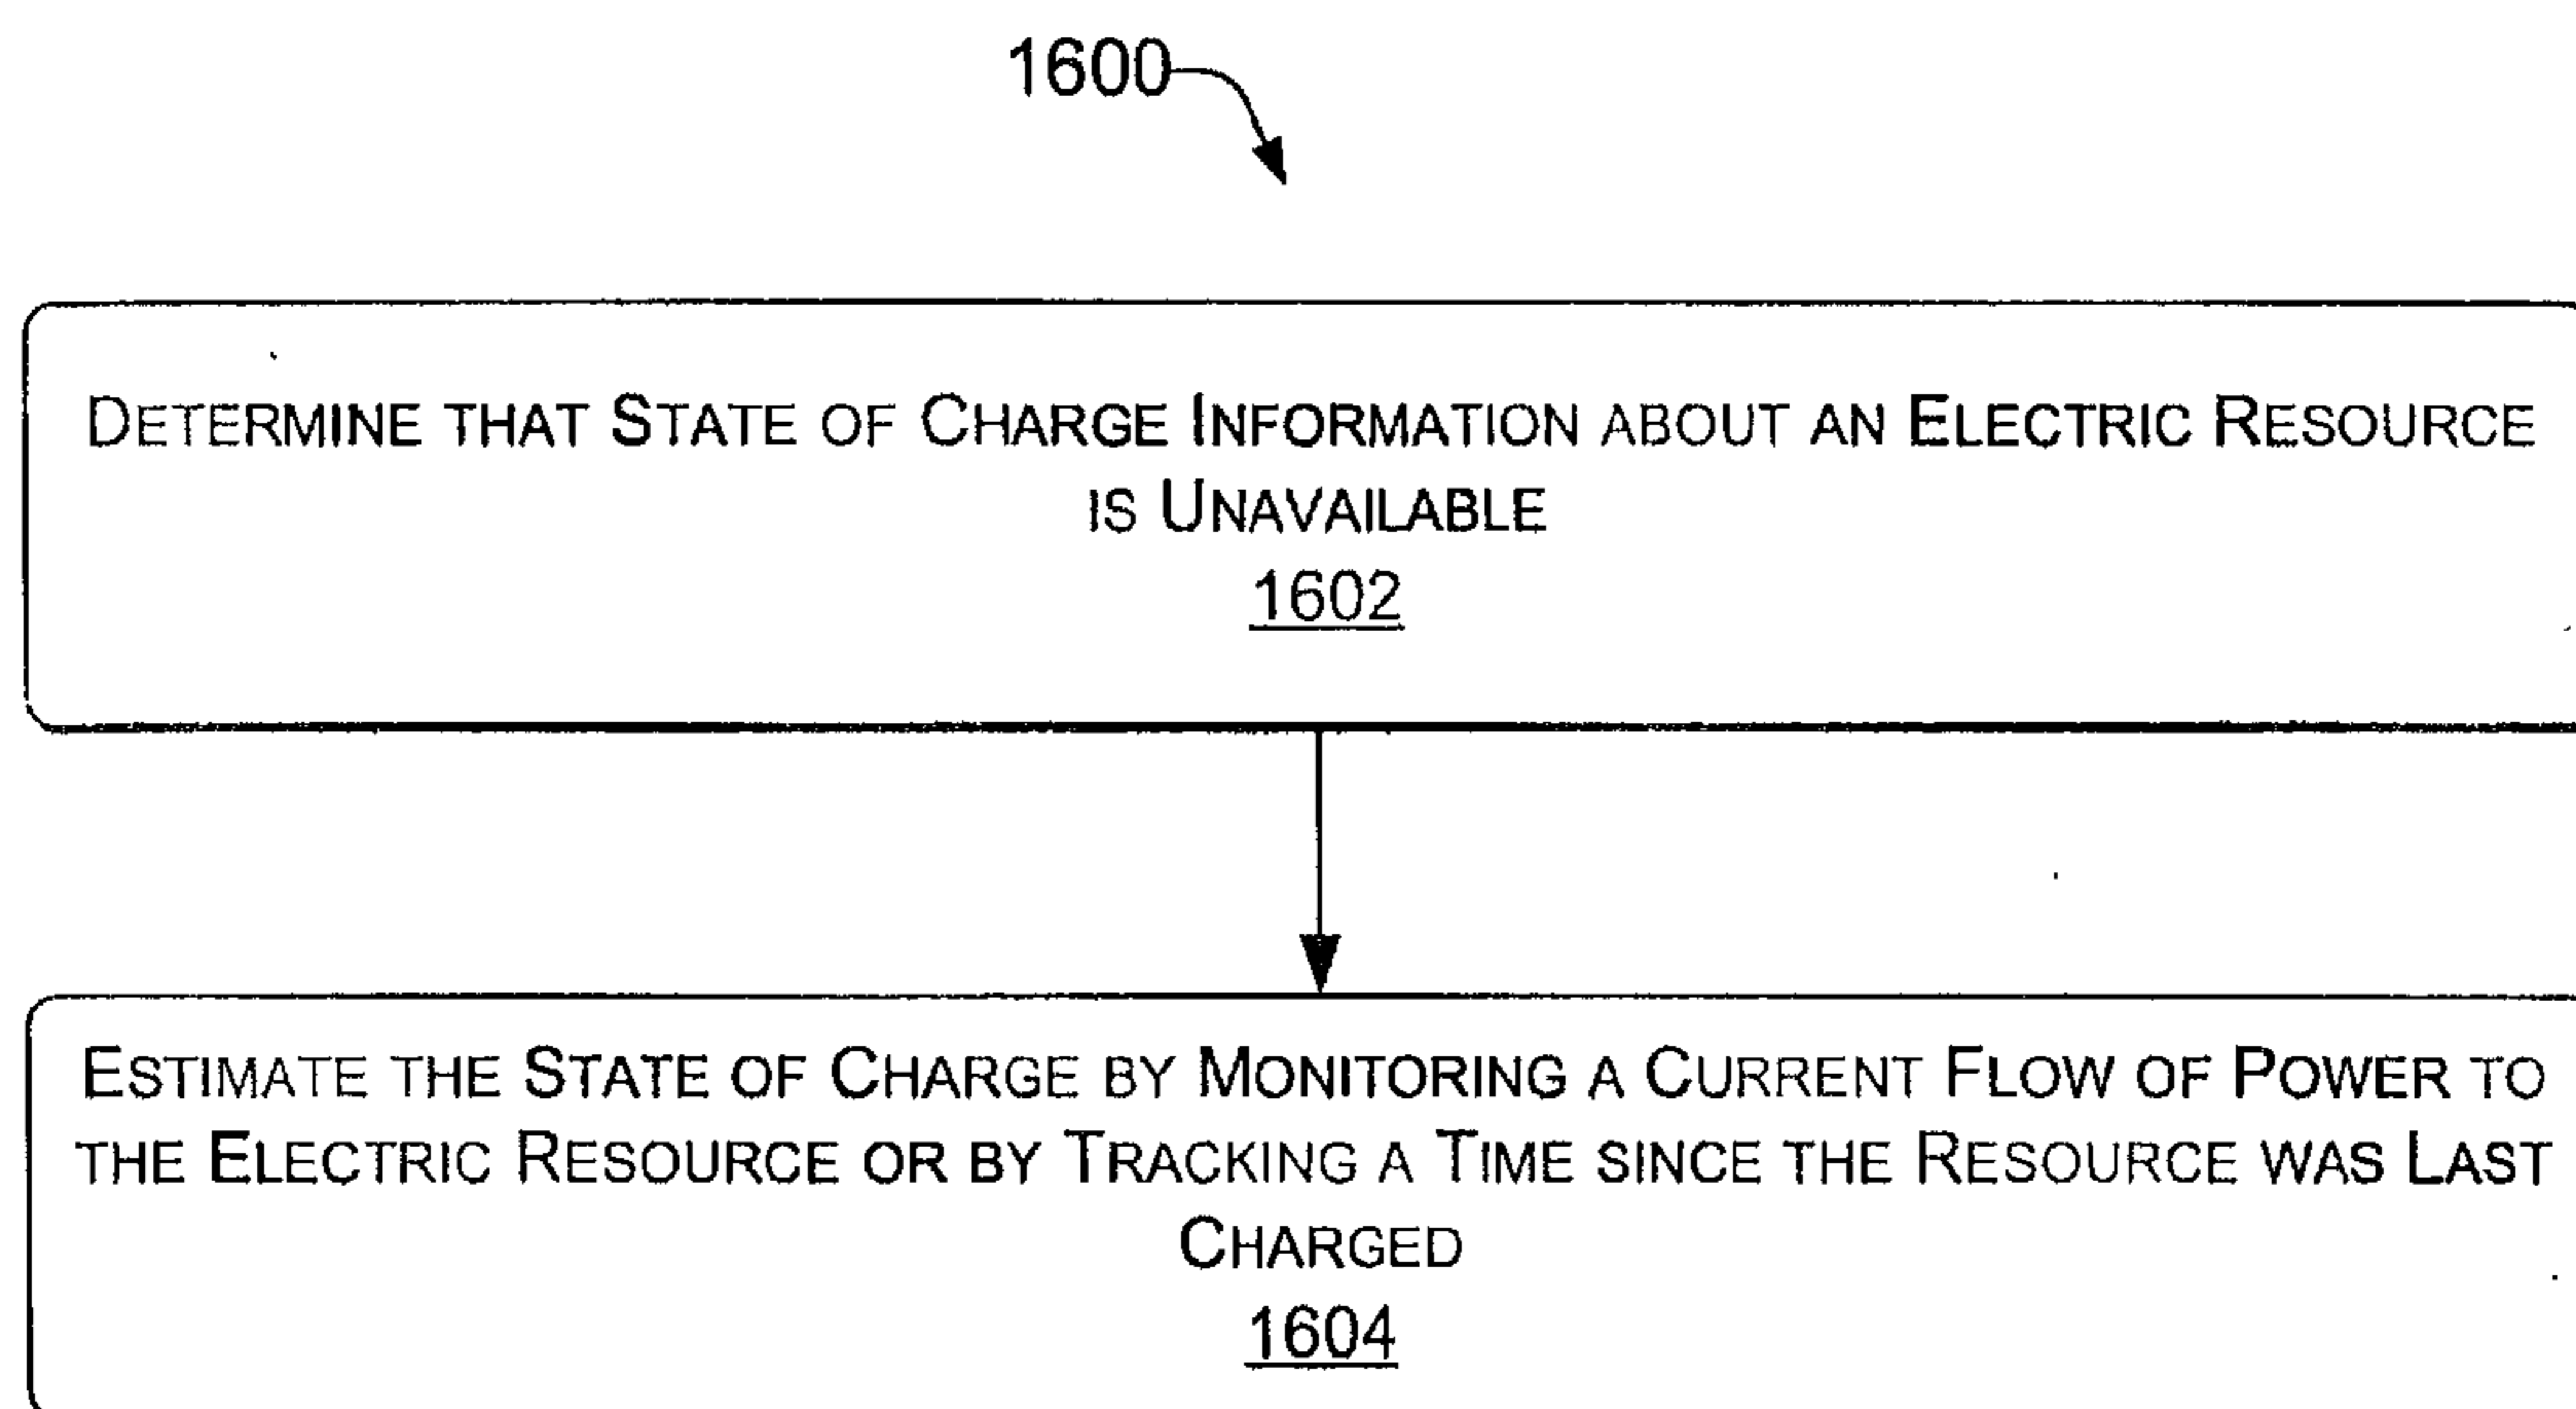 1600
DETERMINE THAT STATE OF CHARGE INFORMATION ABOUT AN ELECTRIC RESOURCE
IS UNAVAILABLE
1602
ESTIMATE THE STATE OF CHARGE BY MONITORING A CURRENT FLOW OF POWER TO
THE ELECTRIC RESOURCE OR BY TRACKING A TIME SINCE THE RESOURCE WAS LAST
CHARGED
1604